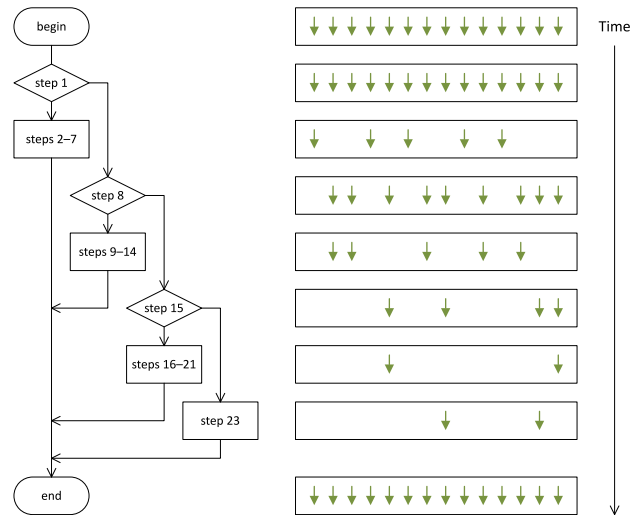 begin
Time
step 1
steps 2–7
step 8
steps 9–14
step 15
steps 16–21
step 23
end